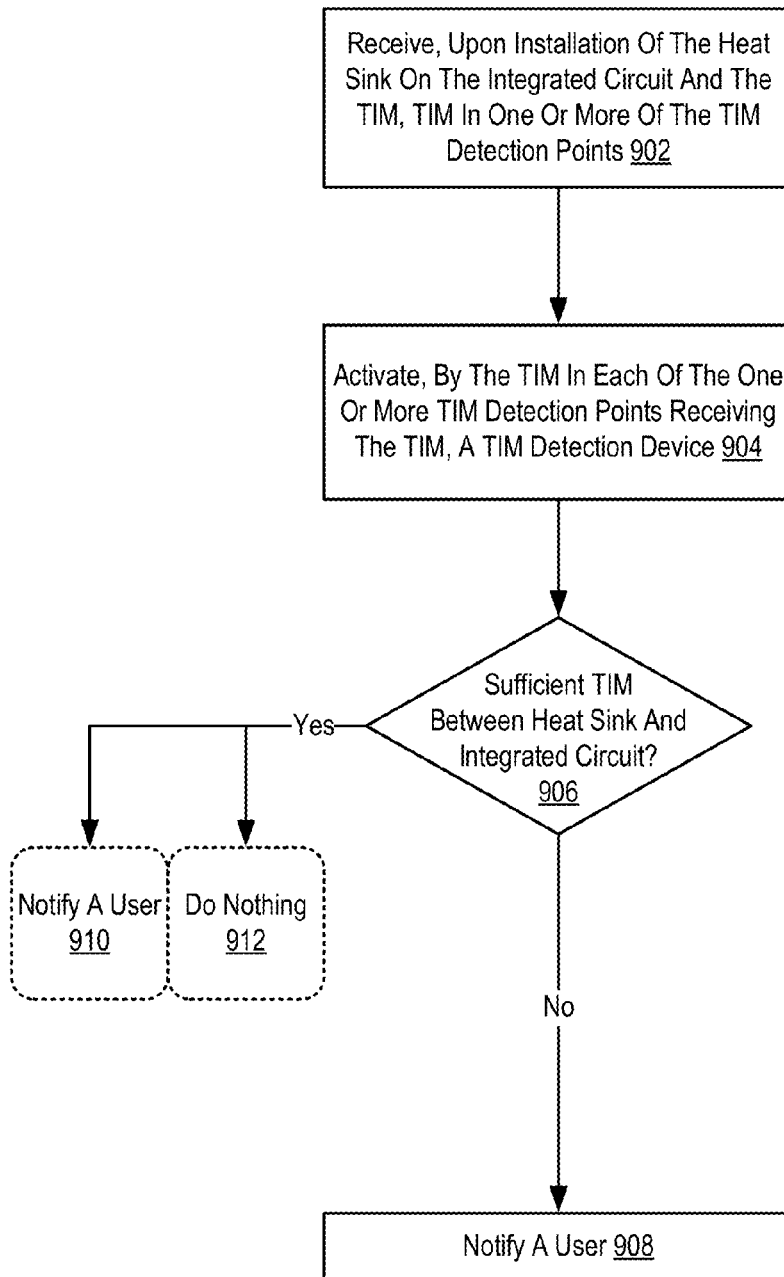 Receive, Upon Installation Of The Heat
Sink On The Integrated Circuit And The
TIM, TIM In One Or More Of The TIM
Detection Points 902
Activate, By The TIM In Each Of The One
Or More TIM Detection Points Receiving
The TIM, A TIM Detection Device 904
Sufficient TIM
Between Heat Sink And
Integrated Circuit?
906
Yes
Notify A User
910
Do Nothing
912
No
Notify A User 908